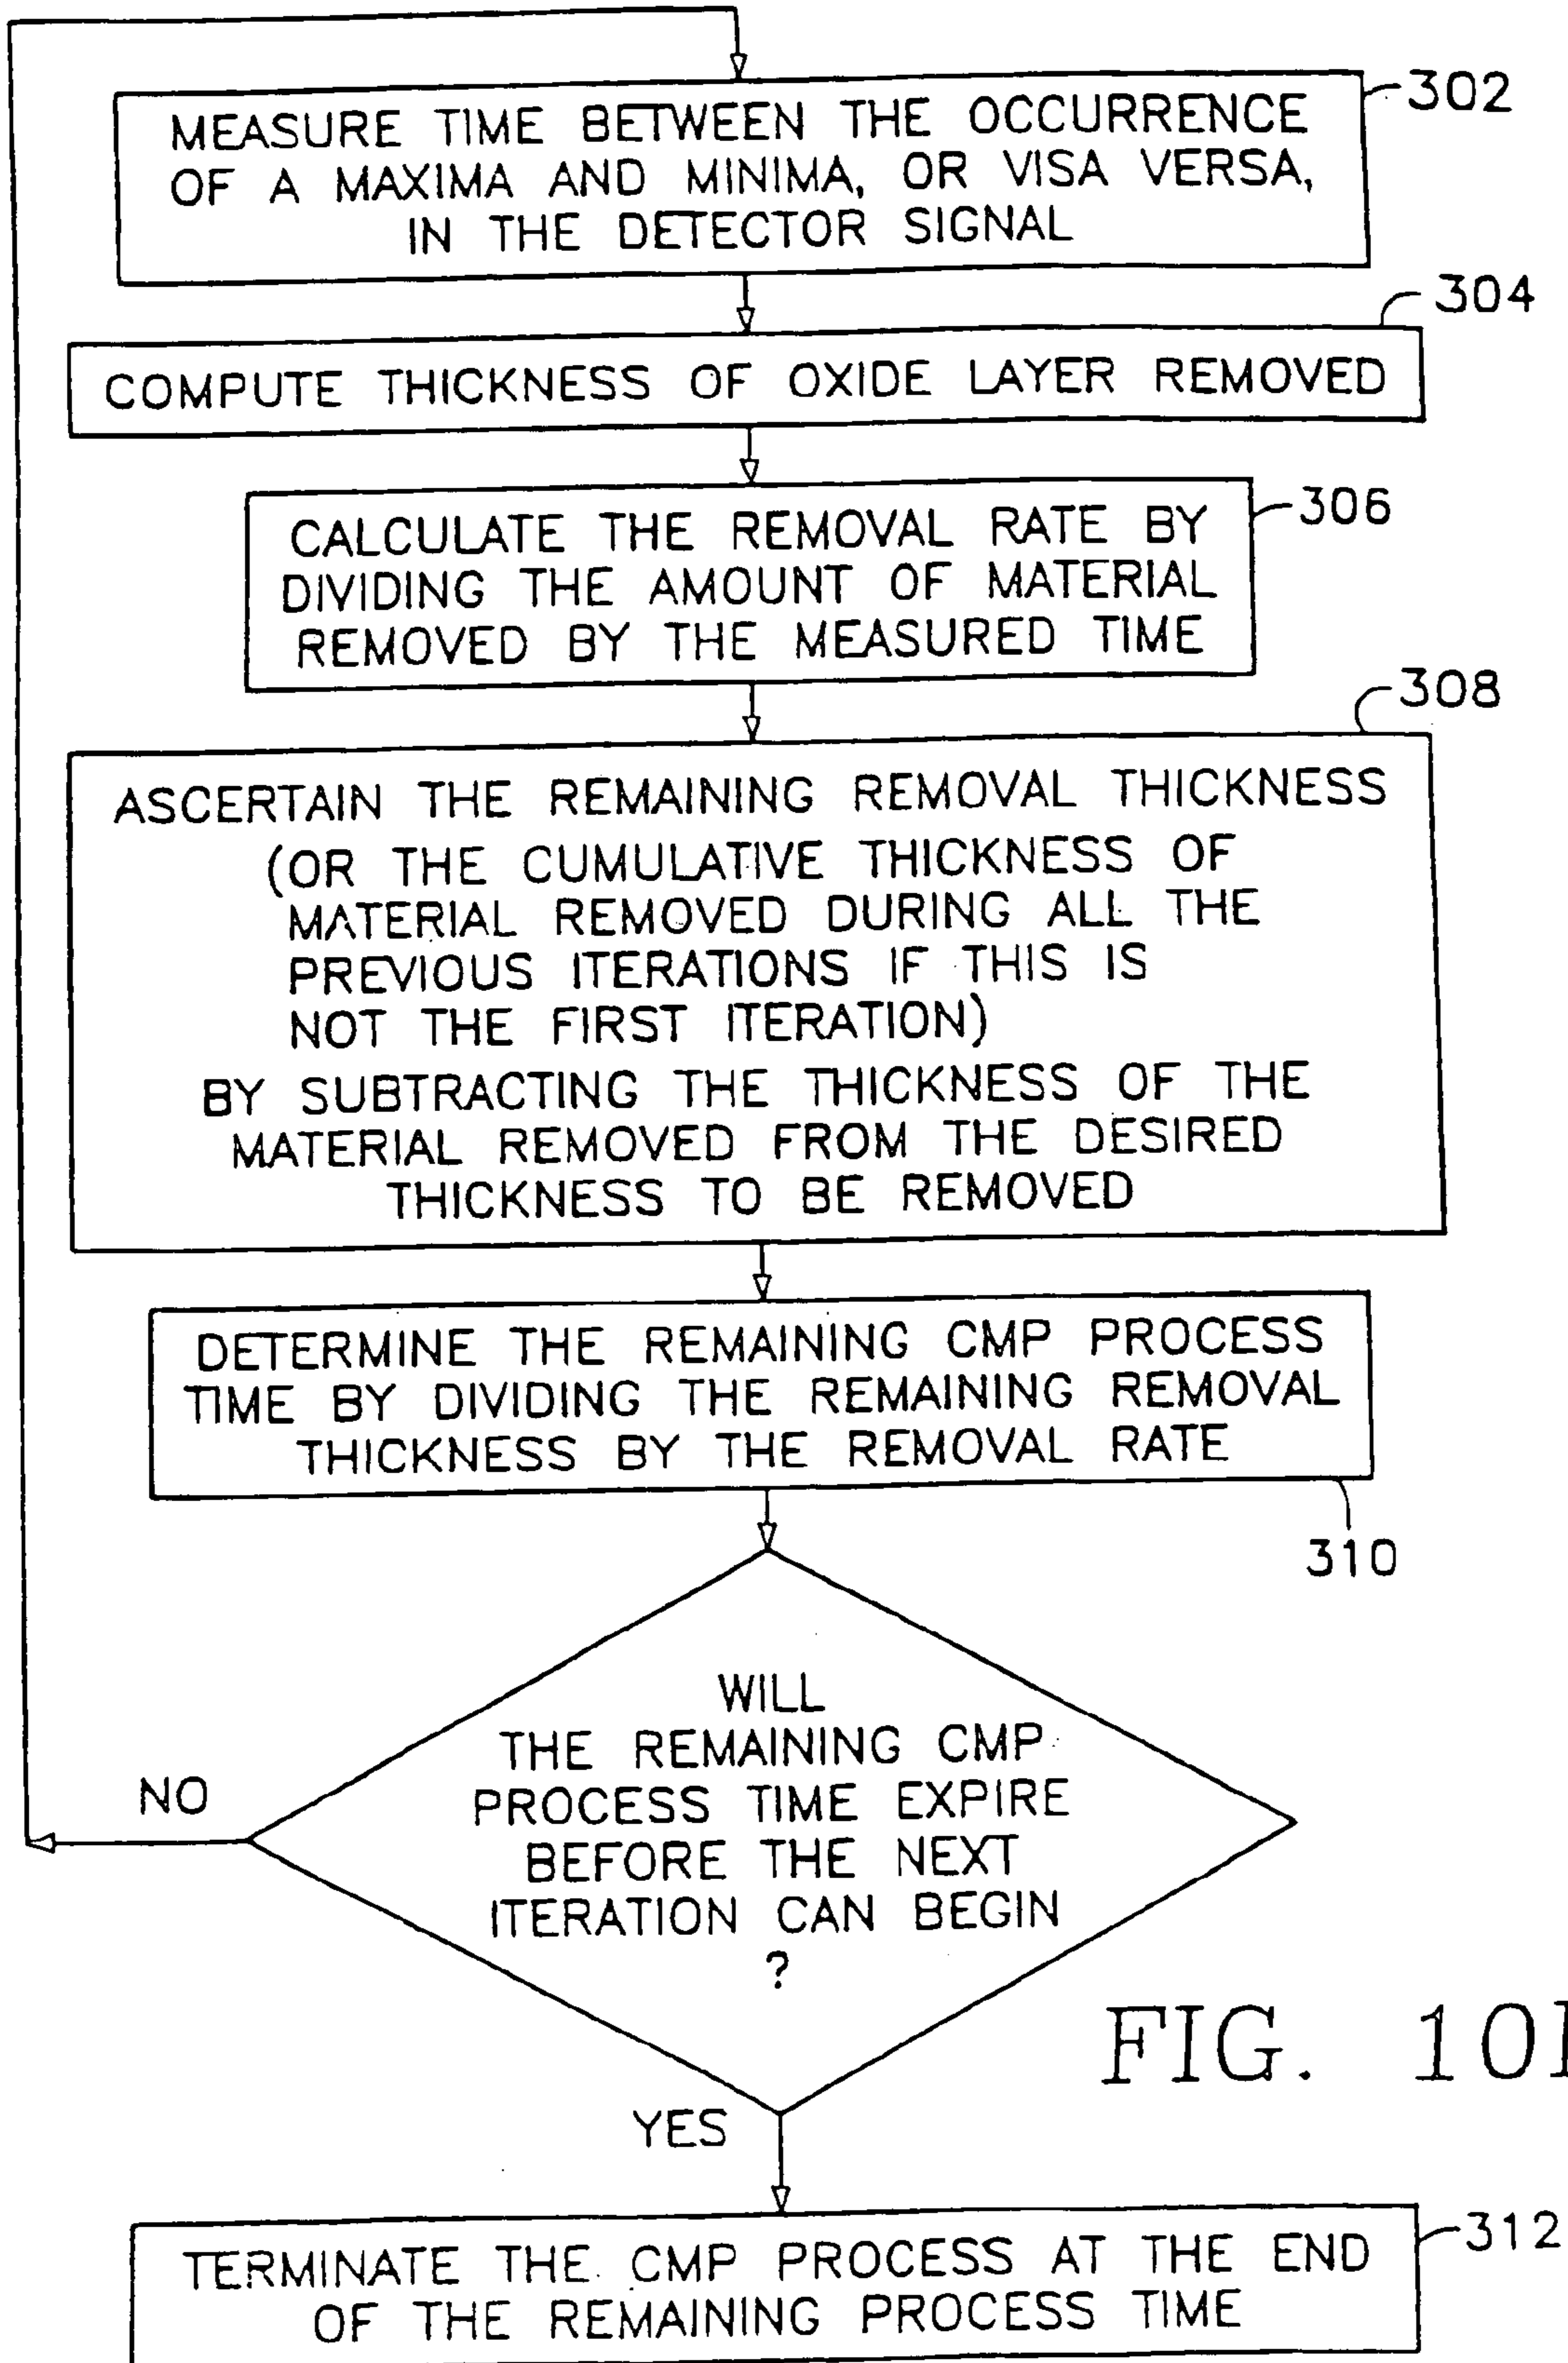 302
MEASURE TIME BETWEEN THE OCCURRENCE
OF A MAXIMA AND MINIMA, OR VISA VERSA,
IN THE DETECTOR SIGNAL
304
COMPUTE THICKNESS OF OXIDE LAYER REMOVED
306
CALCULATE THE REMOVAL RATE BY
DIVIDING THE AMOUNT OF MATERIAL
REMOVED BY THE MEASURED TIME
308
ASCERTAIN THE REMAINING REMOVAL THICKNESS
(OR THE CUMULATIVE THICKNESS OF
MATERIAL REMOVED DURING ALL THE
PREVIOUS ITERATIONS IF THIS IS
NOT THE FIRST ITERATION)
BY SUBTRACTING THE THICKNESS OF THE
MATERIAL REMOVED FROM THE DESIRED
THICKNESS TO BE REMOVED
DETERMINE THE REMAINING CMP PROCESS
TIME BY DIVIDING THE REMAINING REMOVAL
THICKNESS BY THE REMOVAL RATE
310
WILL
THE REMAINING CMP
PROCESS TIME EXPIRE
BEFORE THE NEXT
ITERATION CAN BEGIN
?
NO
YES
FIG. 10
312
TERMINATE THE CMP PROCESS AT THE END
OF THE REMAINING PROCESS TIME